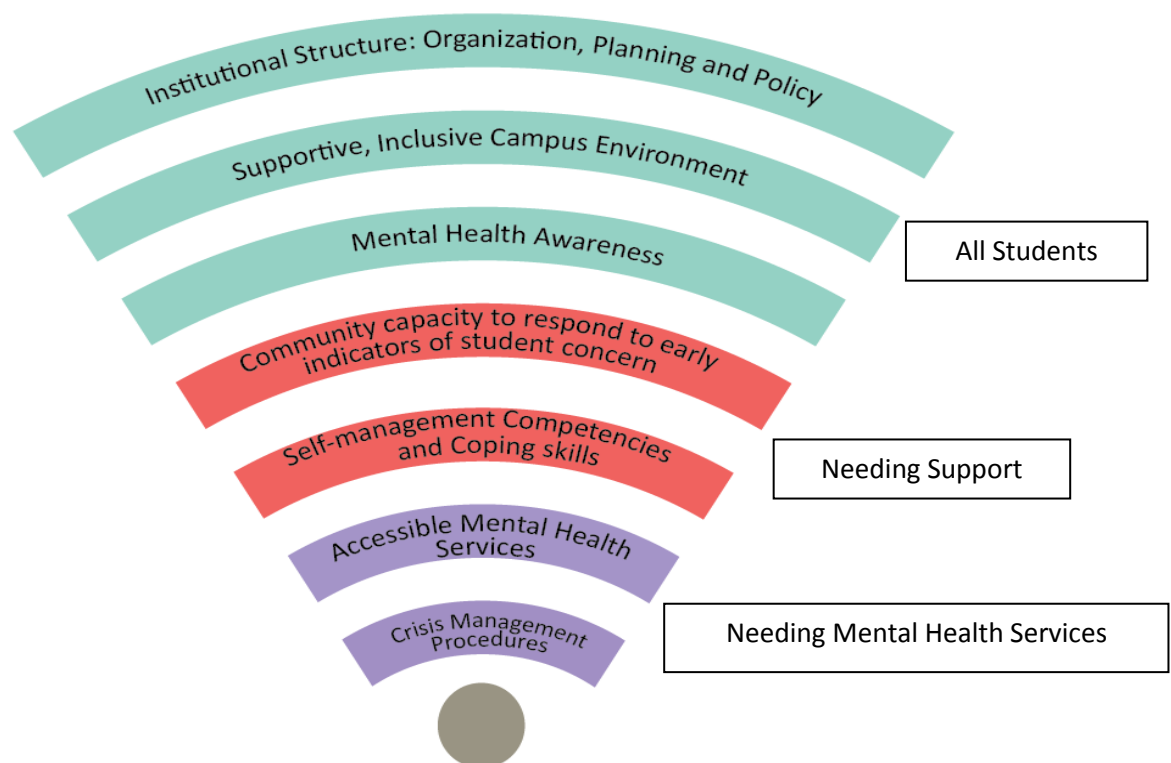 Institutional Structure: Organization, Planning and Policy
Supportive, Inclusive Campus Environment
Mental Health Awareness
All Students
Community capacity to respond to early
indicators of student concern
Self-management Competencies
and Coping skills
Needing Support
Accessible Mental Health
Services
Crisis Management
Procedures
Needing Mental Health Services